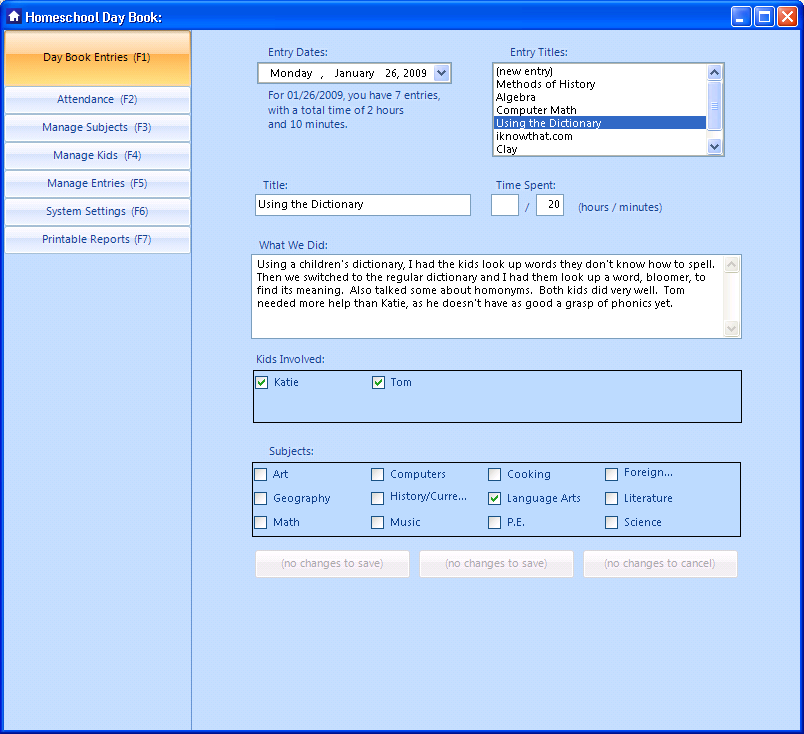 Homeschool Day Book:
Day Book Entries (F1)
Attendance (F2)
Manage Subjects (F3)
Manage Kids (F4)
Manage Entries (F5)
System Settings (F6)
Printable Reports (F7)
Entry Dates:
Monday , January 26, 2009
For 01/26/2009, you have 7 entries,
with a total time of 2 hours
and 10 minutes.
Entry Titles:
(new entry)
Methods of History
Algebra
Computer Math
Using the Dictionary
iknowthat.com
Clay
Title:
Using the Dictionary
Time Spent:
/ 20 (hours / minutes)
What We Did:
Using a children's dictionary, I had the kids look up words they don't know how to spell.
Then we switched to the regular dictionary and I had them look up a word, bloomer, to
find its meaning. Also talked some about homonyms. Both kids did very well. Tom
needed more help than Katie, as he doesn't have as good a grasp of phonics yet.
Kids Involved:
Katie Tom
Subjects:
Art Computers Cooking Foreign...
Geography History/Curre... Language Arts Literature
Math Music P.E. Science
(no changes to save) (no changes to save) (no changes to cancel)